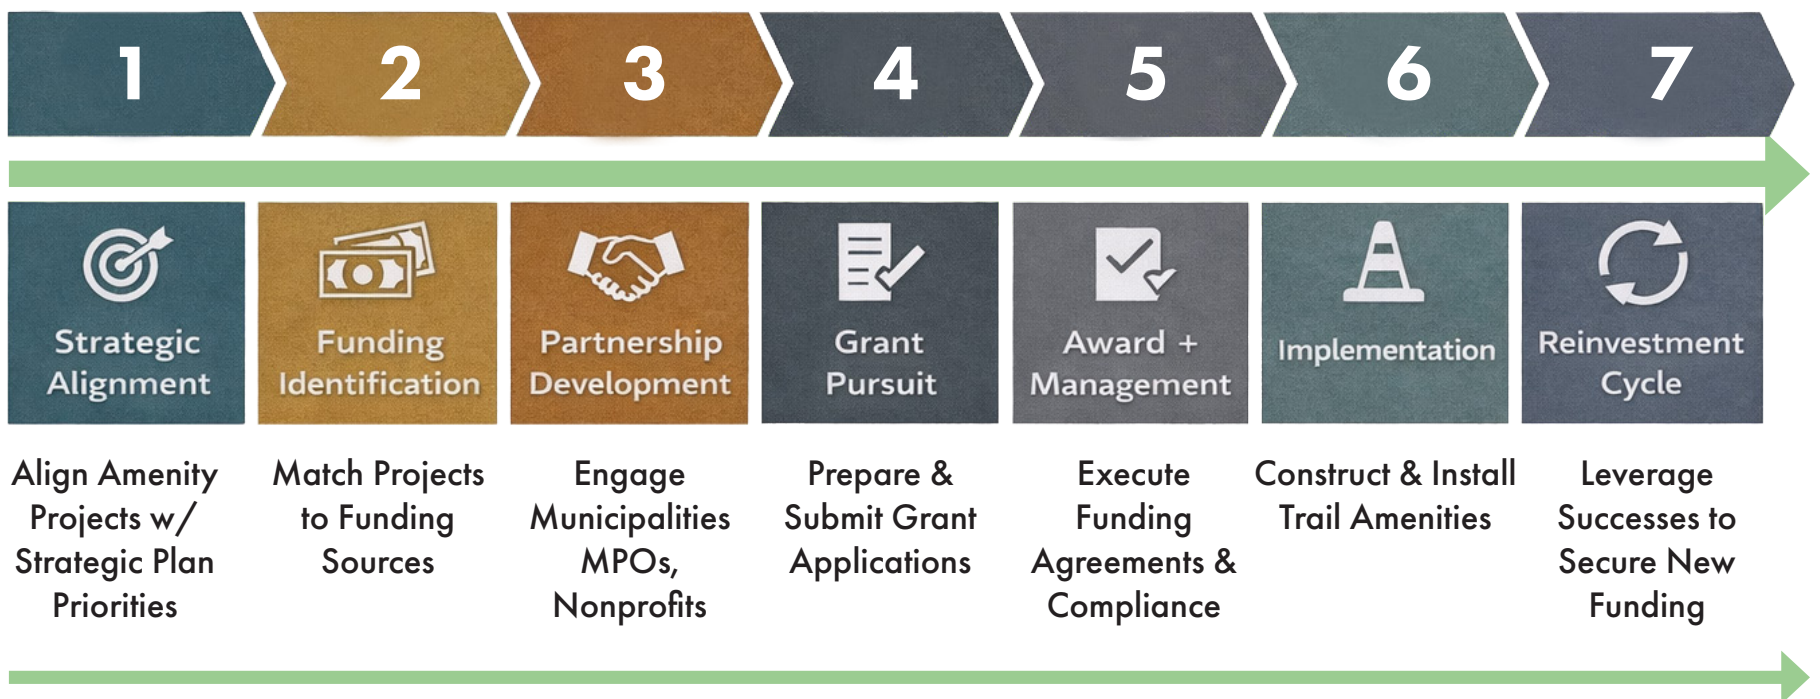 1
2
3
4
5
6
7
Strategic
Alignment
Funding
Identification
Partnership
Development
Grant
Pursuit
Award +
Management
Implementation
Reinvestment
Cycle
Align Amenity
Projects w/
Strategic Plan
Priorities
Match Projects
to Funding
Sources
Engage
Municipalities
MPOs,
Nonprofits
Prepare &
Submit Grant
Applications
Execute
Funding
Agreements &
Compliance
Construct & Install
Trail Amenities
Leverage
Successes to
Secure New
Funding